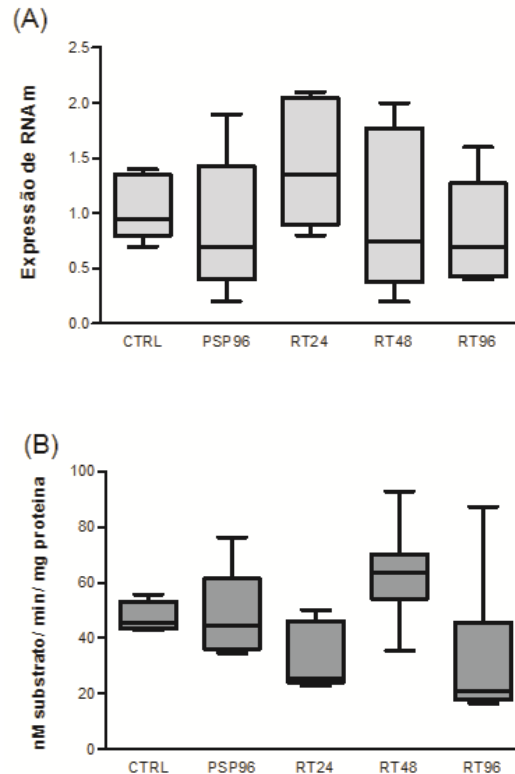 (A)
Expressão de RNAm
2.5
2.0
1.5
1.0
0.5
0.0
CTRL PSP96 RT24 RT48 RT96
(B)
nM substrato/ min/ mg proteina
100
80
60
40
20
0
CTRL PSP96 RT24 RT48 RT96